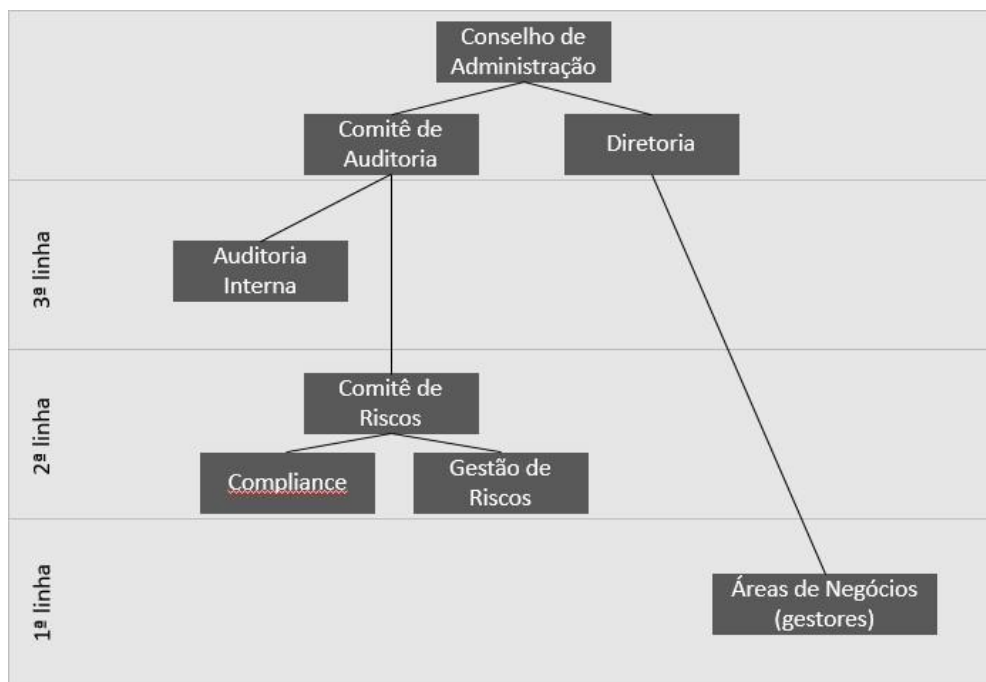 Conselho de
Administração
Comitê de
Auditoria
Diretoria
3ª linha
Auditoria
Interna
2ª linha
Comitê de
Riscos
Compliance
Gestão de
Riscos
1ª linha
Áreas de Negócios
(gestores)